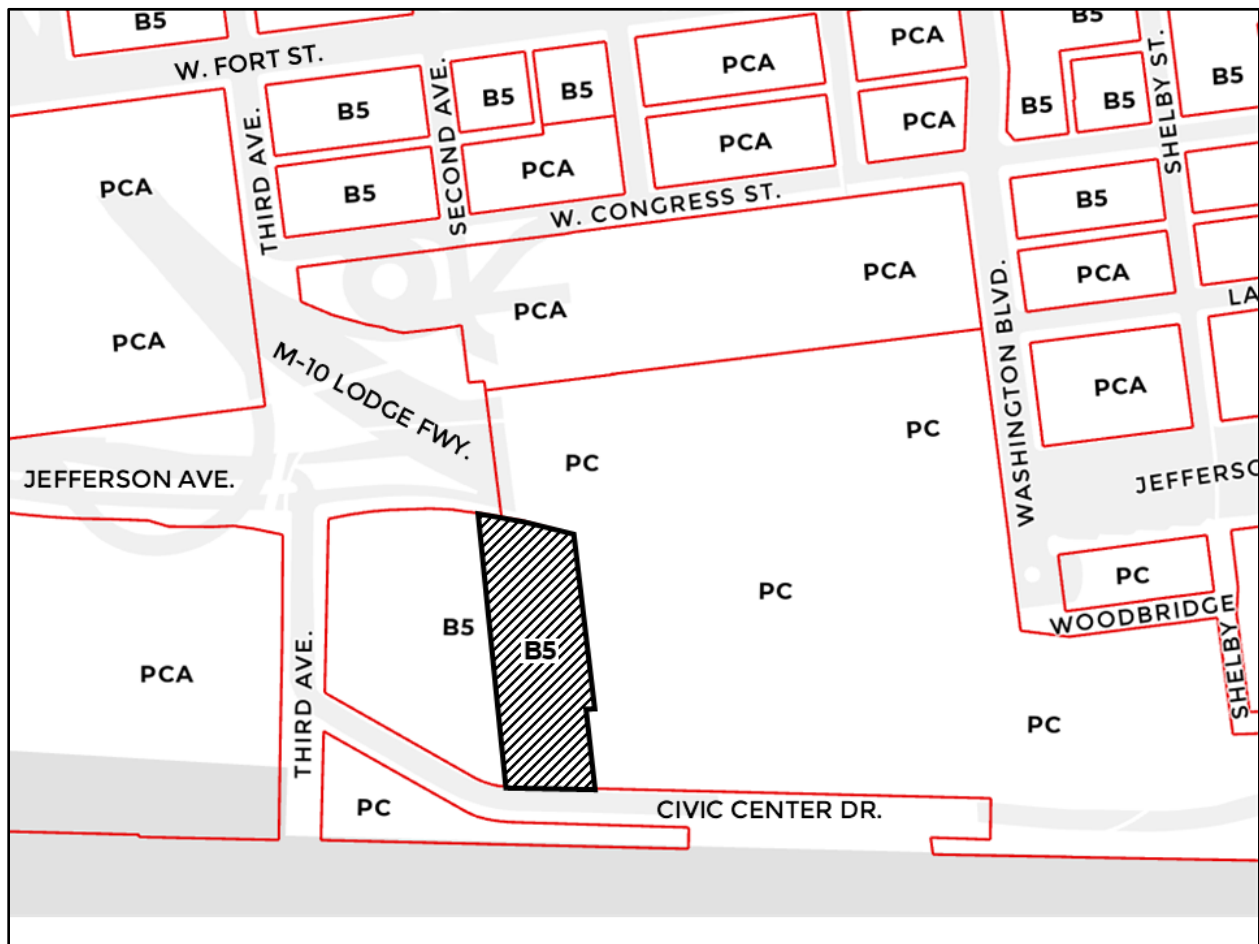 B5
B5
W. FORT ST.
PCA
PCA
SHELBY ST.
B5
B5
B5
B5
SECOND AVE.
B5
B5
PCA
THIRD AVE.
PCA
PCA
B5
PCA
B5
W. CONGRESS ST.
PCA
PCA
PCA
WASHINGTON BLVD.
LA
PCA
PCA
M-10 LODGE FWY.
PCA
PC
PC
JEFFERSON AVE.
JEFFERSO
PC
PC
WOODBRIDGE
B5
B5
PCA
THIRD AVE.
SHELBY
PC
PC
CIVIC CENTER DR.